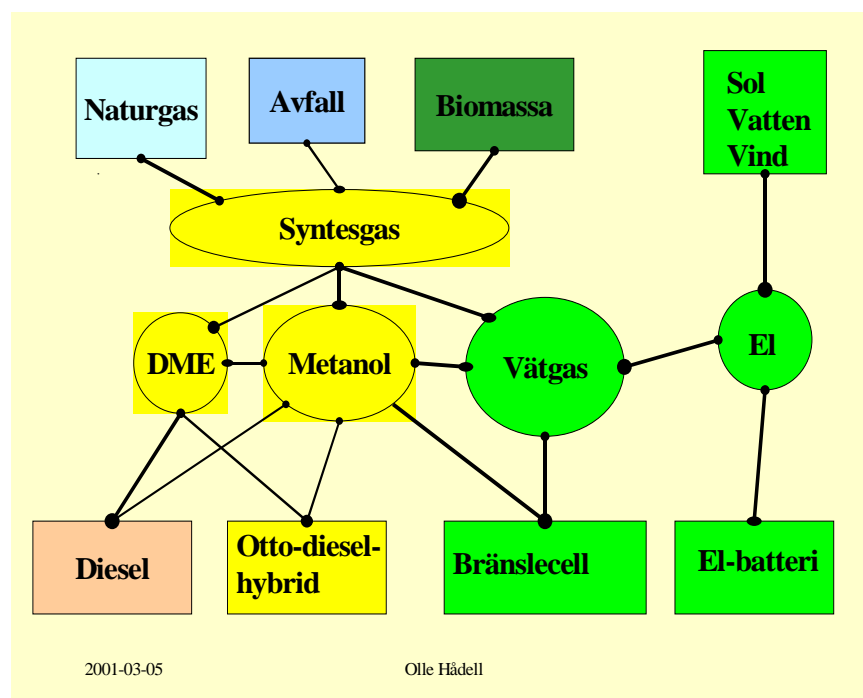 Naturgas
Avfall
Biomassa
Sol
Vatten
Vind
Syntesgas
DME
Metanol
Vätgas
El
Diesel
Otto-diesel-
hybrid
Bränslecell
El-batteri
2001-03-05
Olle Hådell